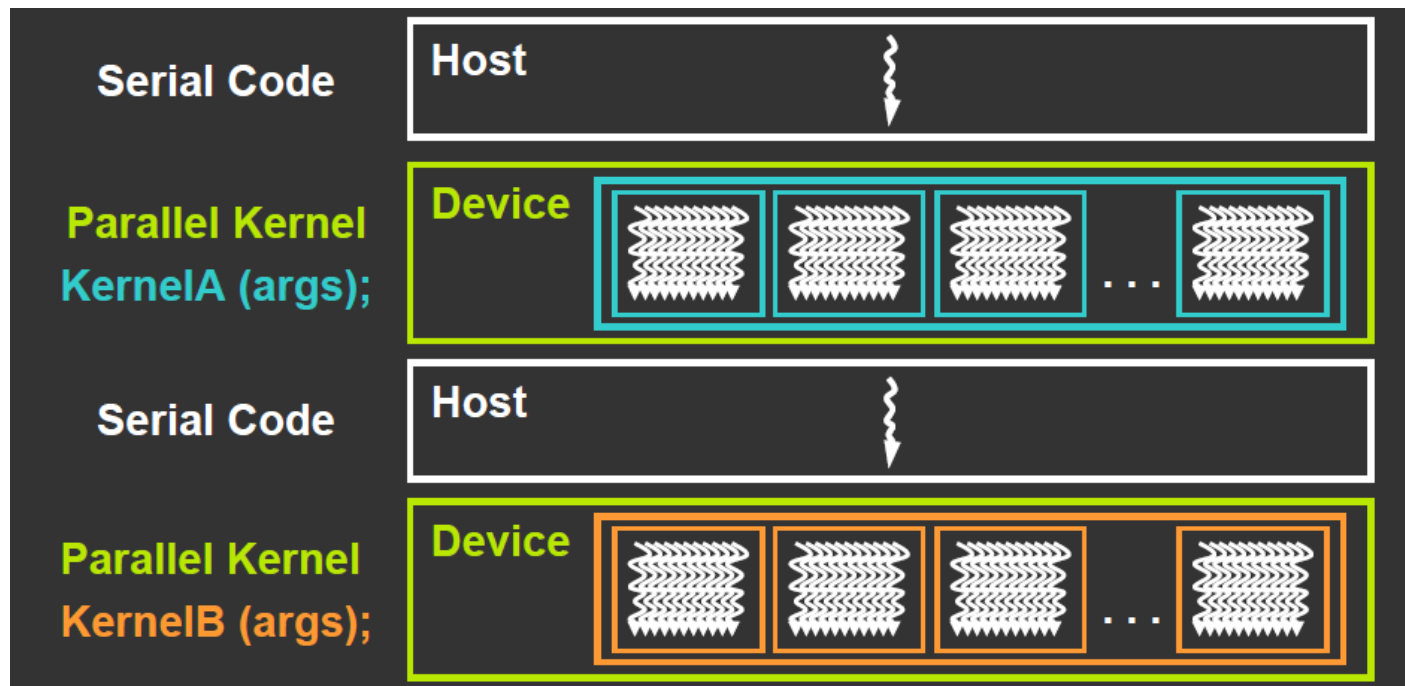 Serial Code
Host
Parallel Kernel
KernelA (args);
Device
. . .
Serial Code
Host
Parallel Kernel
KernelB (args);
Device
. . .